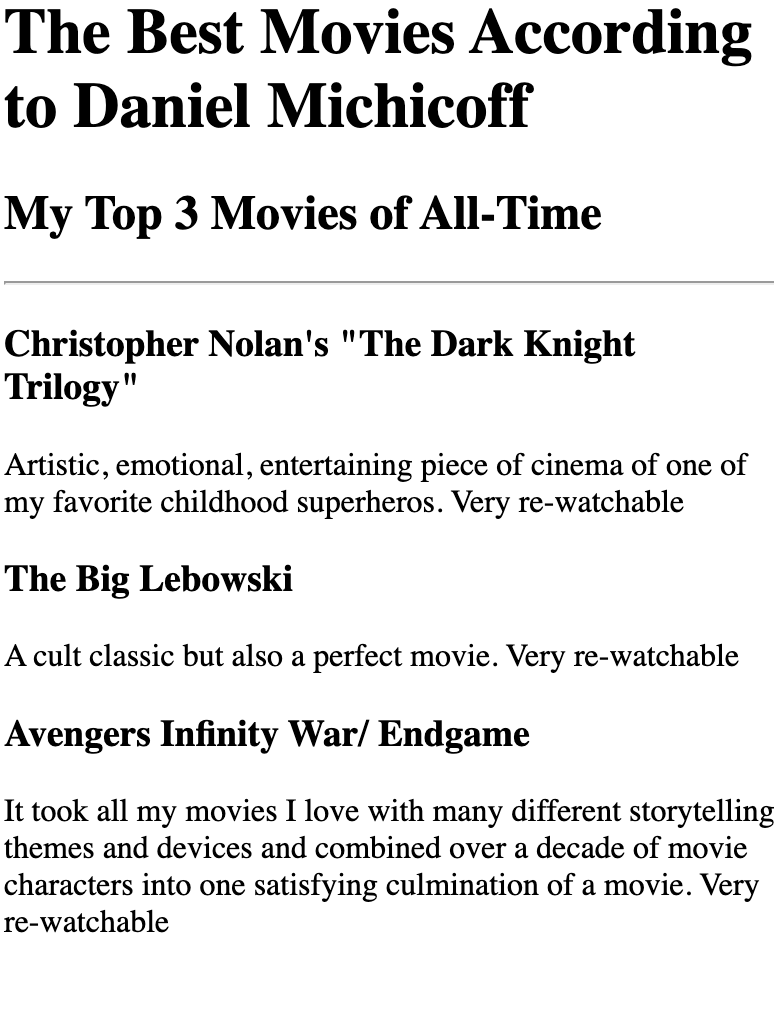 The Best Movies According
to Daniel Michicoff
My Top 3 Movies of All-Time
Christopher Nolan's "The Dark Knight
Trilogy"
Artistic, emotional, entertaining piece of cinema of one of
my favorite childhood superheros. Very re-watchable
The Big Lebowski
A cult classic but also a perfect movie. Very re-watchable
Avengers Infinity War/ Endgame
It took all my movies I love with many different storytelling
themes and devices and combined over a decade of movie
characters into one satisfying culmination of a movie. Very
re-watchable